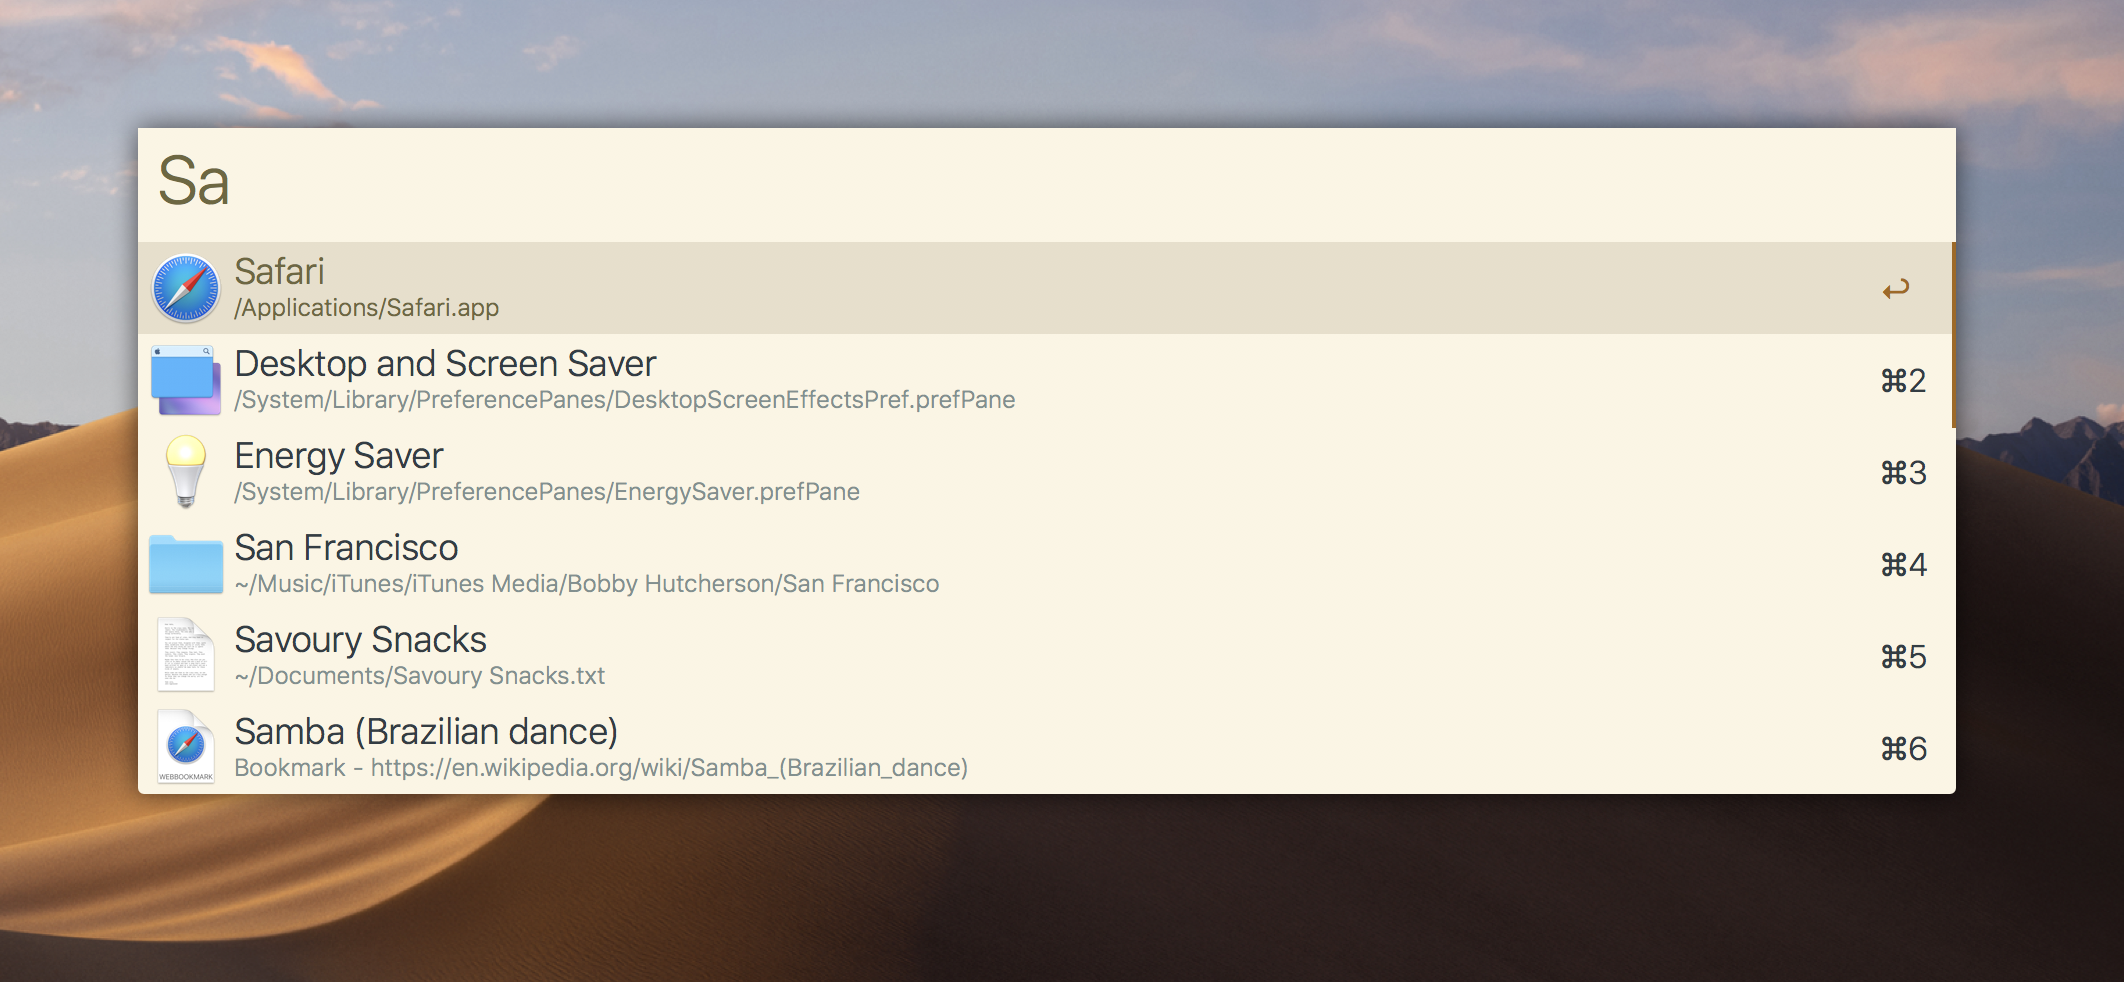 Sa
Safari
/Applications/Safari.app
↩
Desktop and Screen Saver
/System/Library/PreferencePanes/DesktopScreenEffectsPref.prefPane
⌘2
Energy Saver
/System/Library/PreferencePanes/EnergySaver.prefPane
⌘3
San Francisco
~/Music/iTunes/iTunes Media/Bobby Hutcherson/San Francisco
⌘4
Savoury Snacks
~/Documents/Savoury Snacks.txt
⌘5
Samba (Brazilian dance)
Bookmark - https://en.wikipedia.org/wiki/Samba_(Brazilian_dance)
⌘6
WEBBOOKMARK